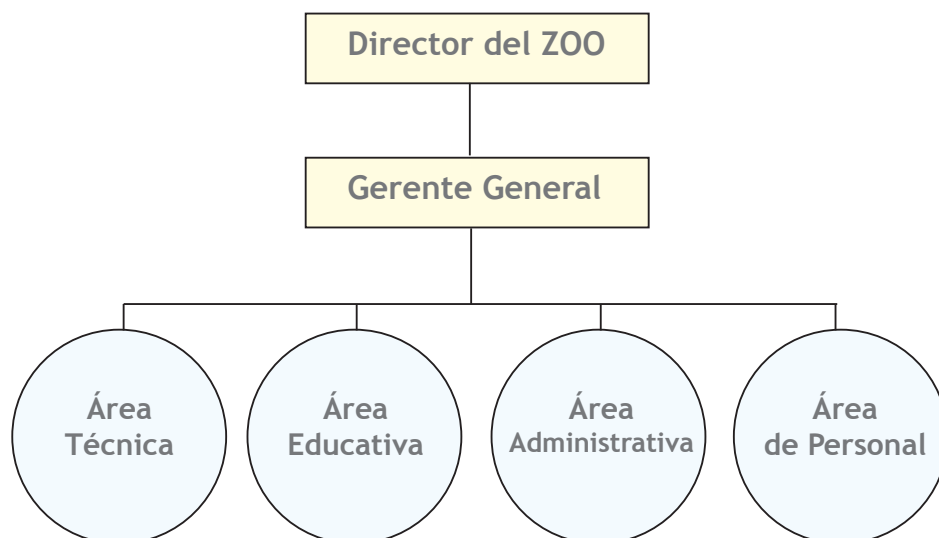 Director del ZOO
Gerente General
Área
Técnica
Área
Educativa
Área
Administrativa
Área
de Personal